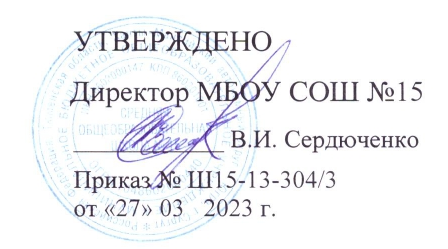 УТВЕРЖДЕНО
Директор МБОУ СОШ №15
В.И. Сердюченко
Приказ № Ш15-13-304/3
от «27» 03 2023 г.